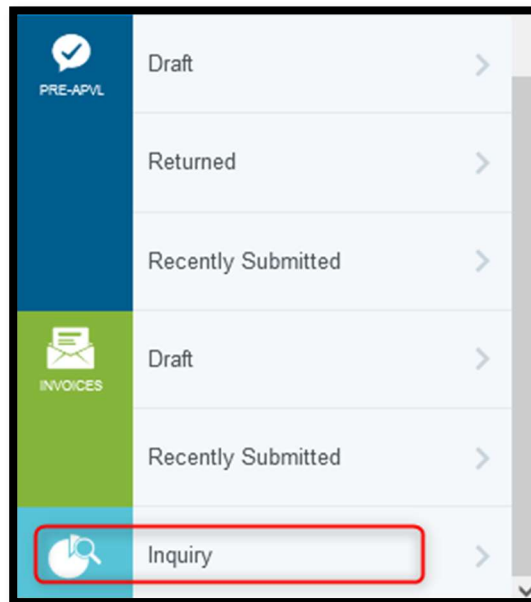 PRE-APVL
Draft
Returned
Recently Submitted
INVOICES
Draft
Recently Submitted
Inquiry